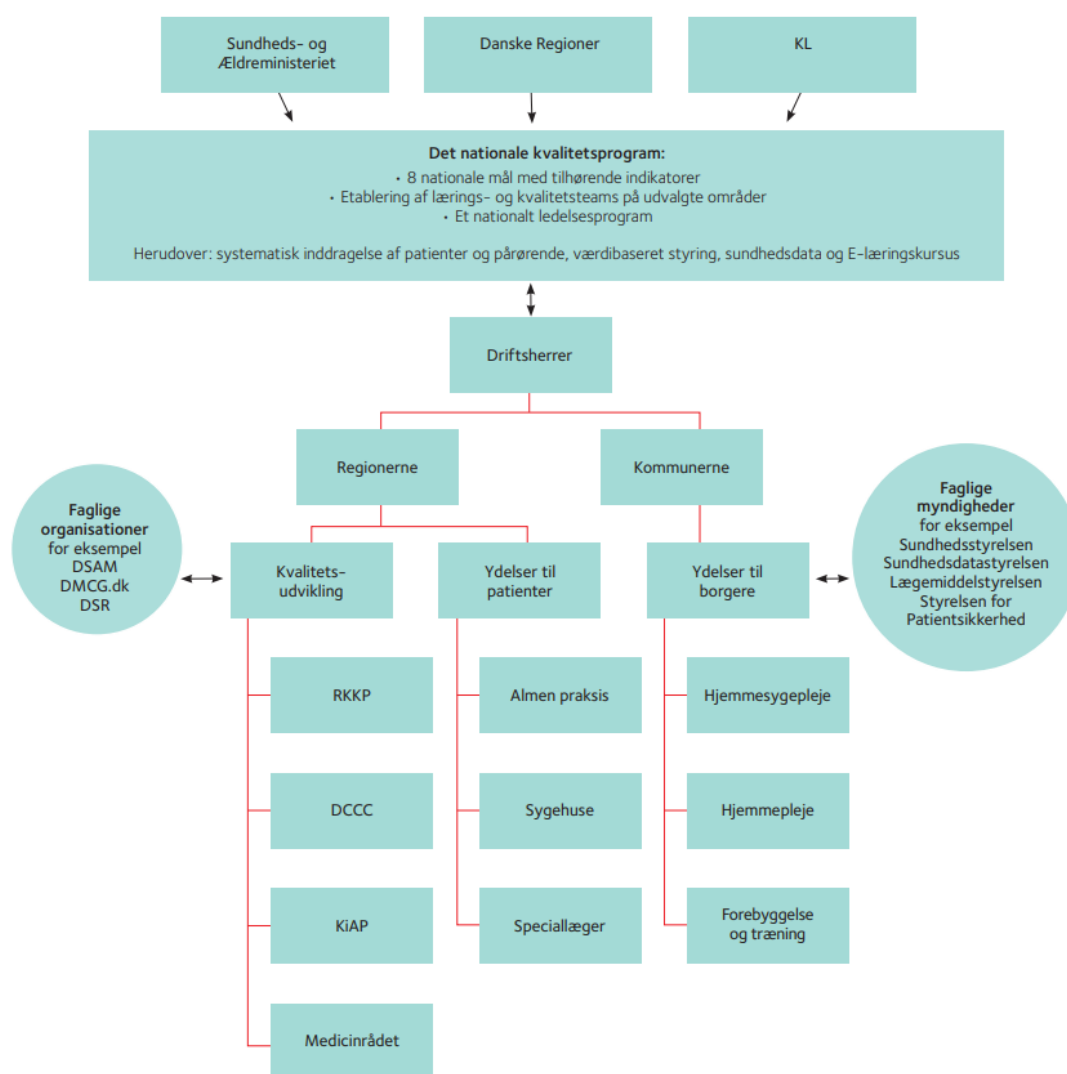 Sundheds- og
Ældreministeriet
Danske Regioner
KL
Det nationale kvalitetsprogram:
• 8 nationale mål med tilhørende indikatorer
• Etablering af lærings- og kvalitetsteams på udvalgte områder
• Et nationalt ledelsesprogram
Herudover: systematisk inddragelse af patienter og pårørende, værdibaseret styring, sundhedsdata og E-læringskursus
Driftsherrer
Regionerne
Kommunerne
Faglige
organisationer
for eksempel
DSAM
DMCG.dk
DSR
Kvalitets-
udvikling
Ydelser til
patienter
Ydelser til
borgere
Faglige
myndigheder
for eksempel
Sundhedsstyrelsen
Sundhedsdatastyrelsen
Lægemiddelstyrelsen
Styrelsen for
Patientsikkerhed
RKKP
Almen praksis
Hjemmesygepleje
DCCC
Sygehuse
Hjemmepleje
KiAP
Speciallæger
Forebyggelse
og træning
Medicinrådet